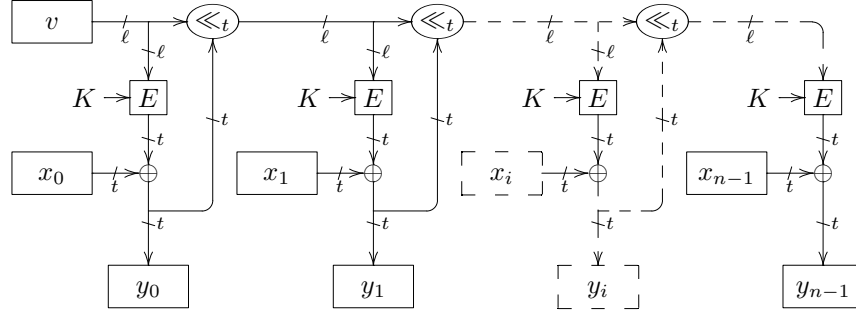 v ℓ ≪t ℓ ≪t ℓ ≪t ℓ
ℓ ℓ ℓ
K E t K E t K E t K E
t t t t
x0 t x1 t xi t xn−1 t
t t t t
y0 y1 yi yn−1